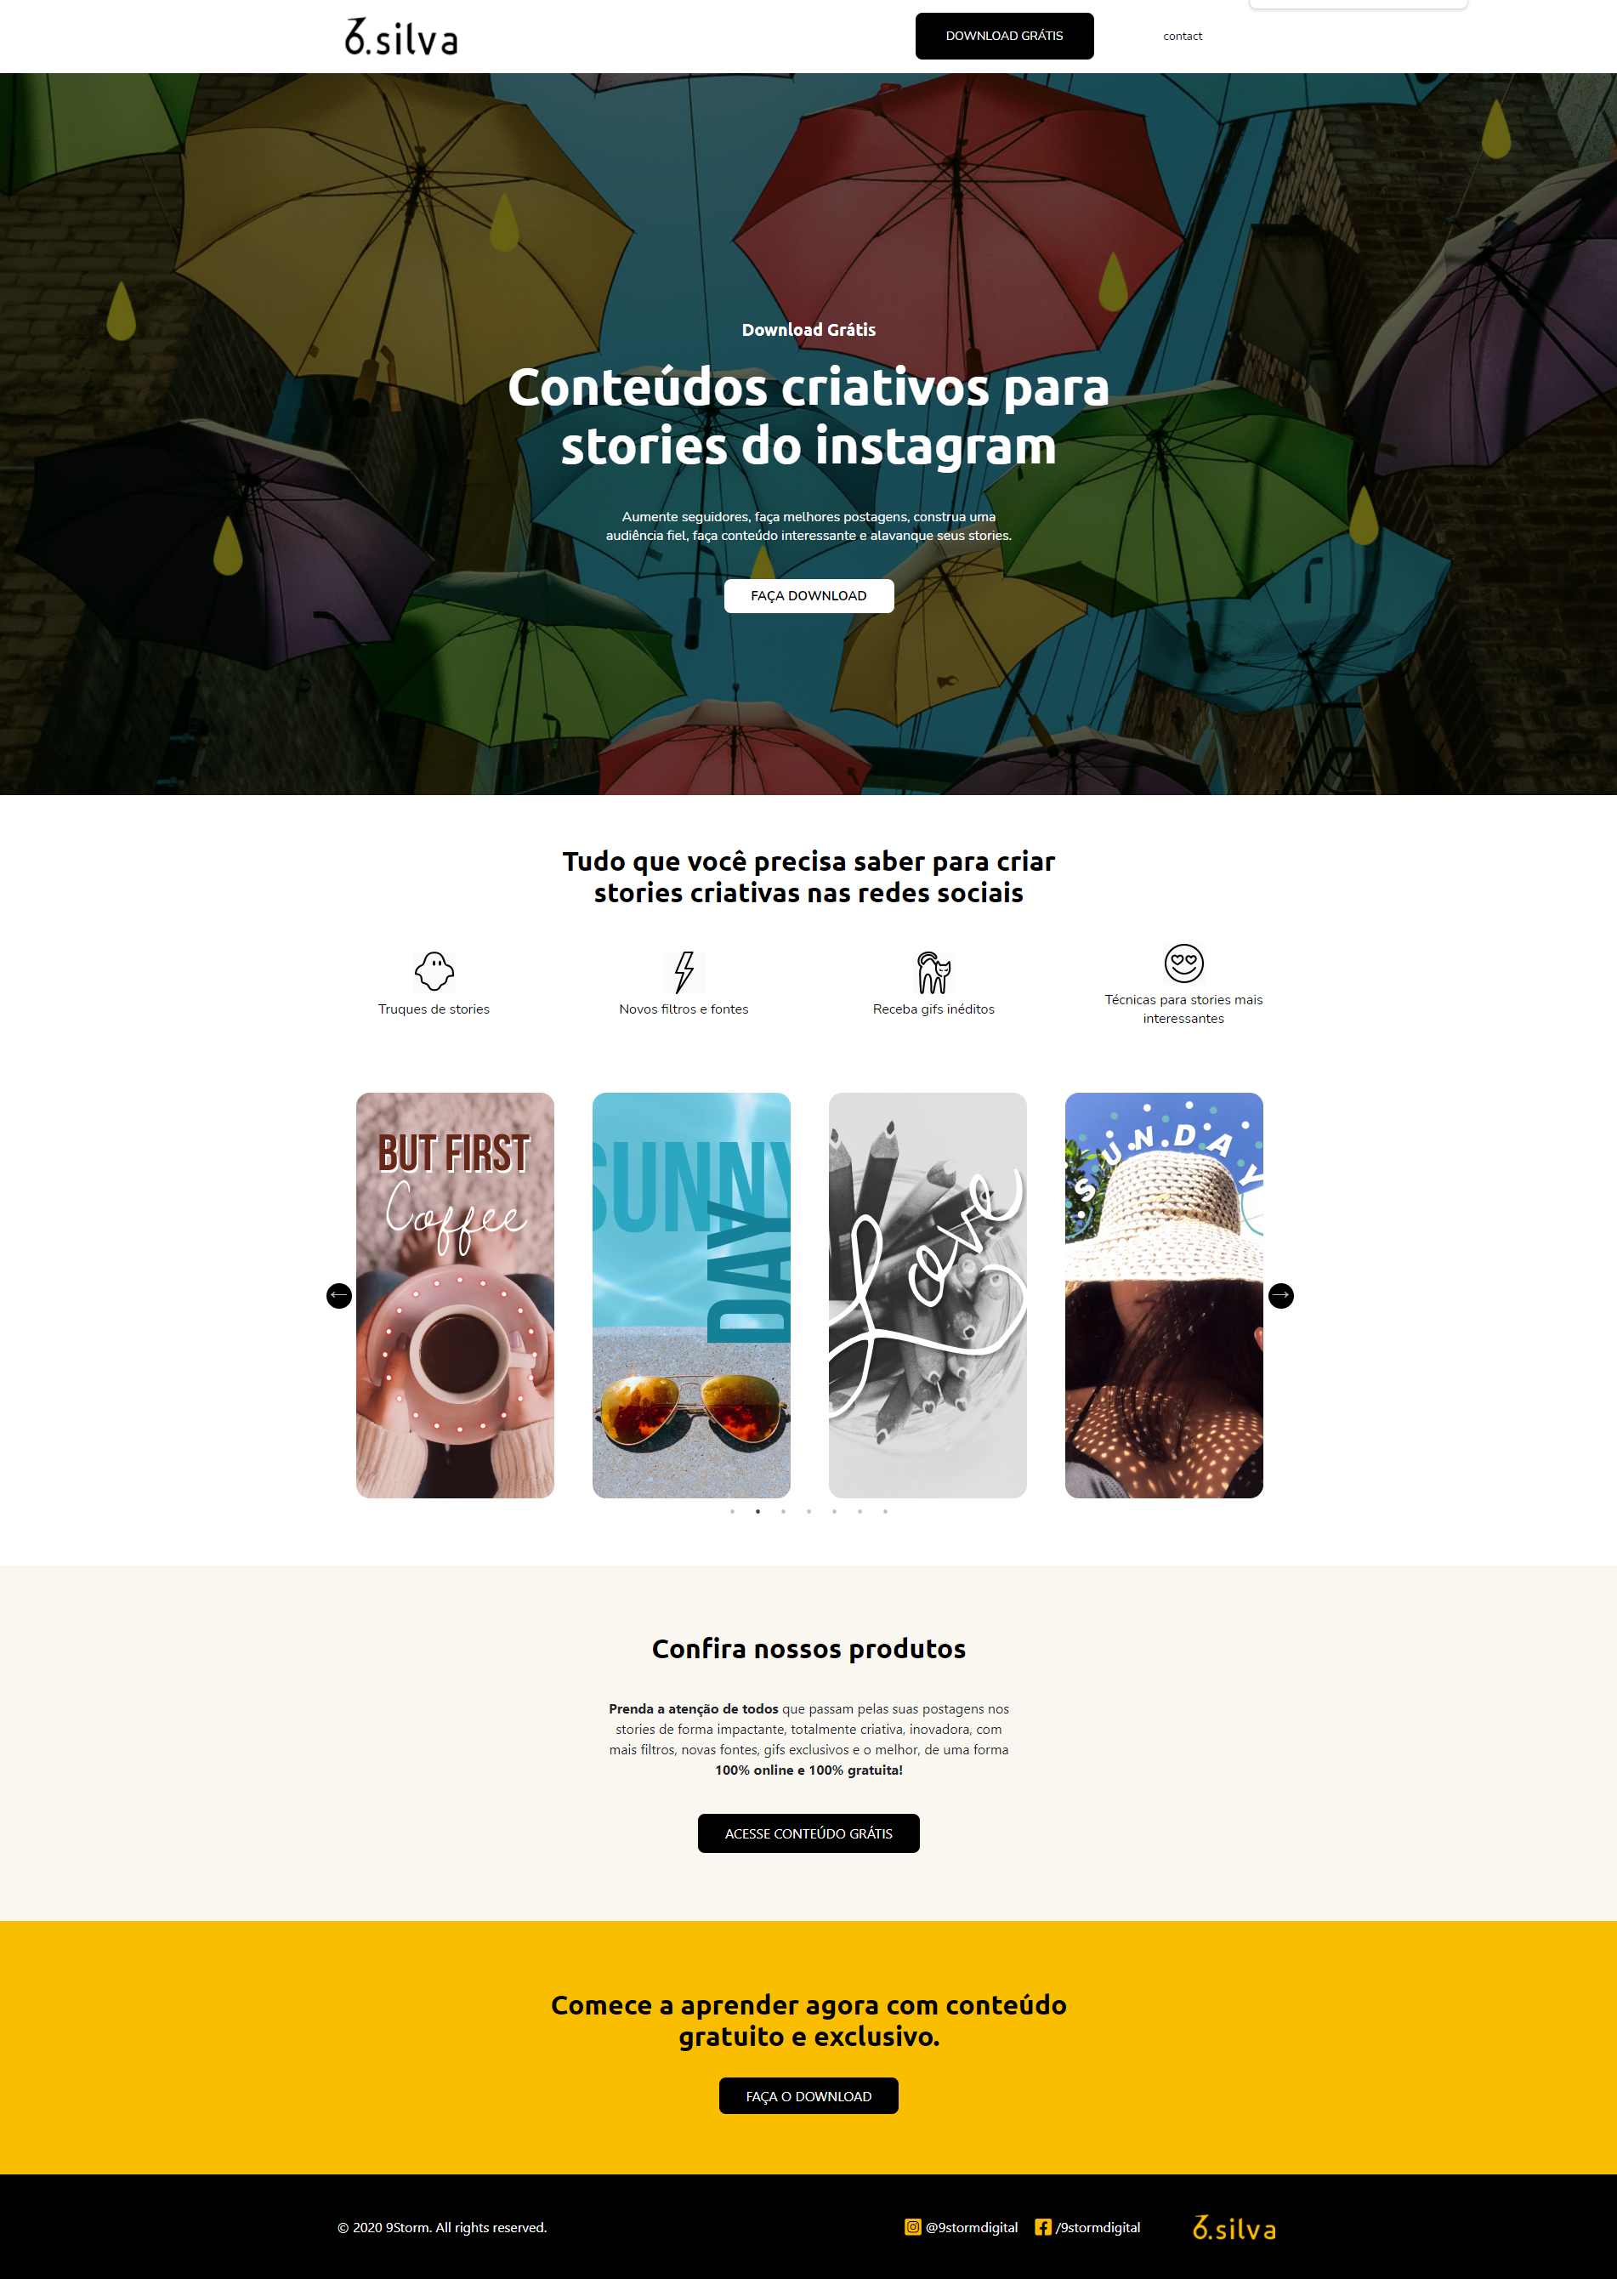 6.silva
DOWNLOAD GRÁTIS
contact
Download Grátis
Conteúdos criativos para
stories do instagram
Aumente seguidores, faça melhores postagens, construa uma
audiência fiel, faça conteúdo interessante e alavanque seus stories.
FAÇA DOWNLOAD
Tudo que você precisa saber para criar
stories criativas nas redes sociais
Truques de stories
Novos filtros e fontes
Receba gifs inéditos
Técnicas para stories mais
interessantes
BUT FIRST
Coffee
SUNNY
DAY
Love
SUNDAY
Confira nossos produtos
Prenda a atenção de todos que passam pelas suas postagens nos
stories de forma impactante, totalmente criativa, inovadora, com
mais filtros, novas fontes, gifs exclusivos e o melhor, de uma forma
100% online e 100% gratuita!
ACESSE CONTEÚDO GRÁTIS
Comece a aprender agora com conteúdo
gratuito e exclusivo.
FAÇA O DOWNLOAD
© 2020 9Storm. All rights reserved.
@9stormdigital
/9stormdigital
6.silva